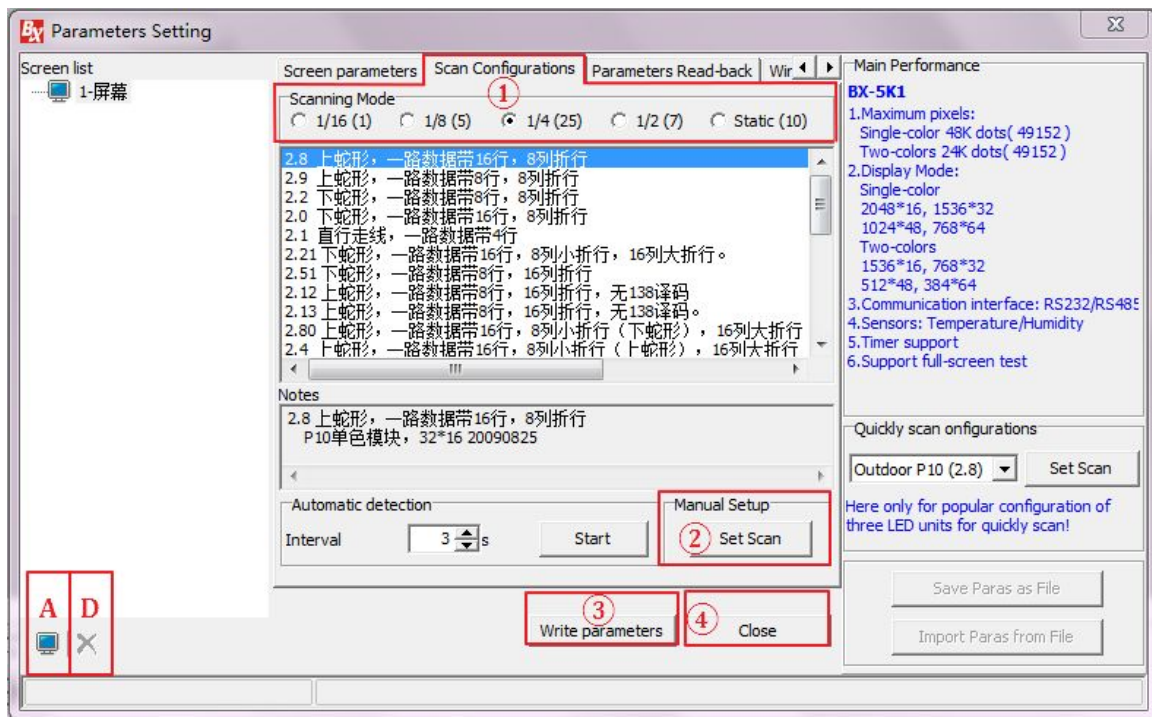 BX Parameters Setting
Screen list
1-屏幕
A D
Screen parameters Scan Configurations Parameters Read-back Wir
①
Scanning Mode
1/16 (1) 1/8 (5) 1/4 (25) 1/2 (7) Static (10)
2.8 上蛇形，一路数据带16行，8列折行
2.9 上蛇形，一路数据带8行，8列折行
2.2 下蛇形，一路数据带8行，8列折行
2.0 下蛇形，一路数据带16行，8列折行
2.1 直行走线，一路数据带4行
2.21 下蛇形，一路数据带16行，8列小折行，16列大折行。
2.51 下蛇形，一路数据带8行，16列折行
2.12 上蛇形，一路数据带8行，16列折行，无138译码
2.13 上蛇形，一路数据带8行，16列折行，无138译码。
2.80 上蛇形，一路数据带16行，8列小折行（下蛇形），16列大折行
2.4 上蛇形，一路数据带16行，8列小折行（上蛇形），16列大折行
Notes
2.8 上蛇形，一路数据带16行，8列折行
P10单色模块，32*16 20090825
Automatic detection
Interval 3 s Start
Manual Setup
② Set Scan
③
Write parameters
④ Close
Main Performance
BX-5K1
1.Maximum pixels:
Single-color 48K dots( 49152 )
Two-colors 24K dots( 49152 )
2.Display Mode:
Single-color
2048*16, 1536*32
1024*48, 768*64
Two-colors
1536*16, 768*32
512*48, 384*64
3.Communication interface: RS232/RS485
4.Sensors: Temperature/Humidity
5.Timer support
6.Support full-screen test
Quickly scan onfigurations
Outdoor P10 (2.8) Set Scan
Here only for popular configuration of
three LED units for quickly scan!
Save Paras as File
Import Paras from File